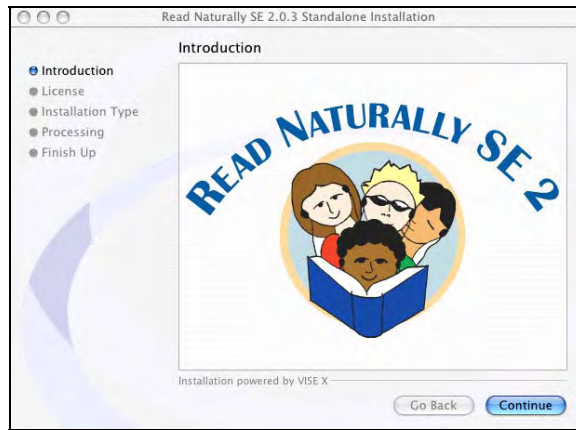 Read Naturally SE 2.0.3 Standalone Installation
Introduction
Introduction
License
Installation Type
Processing
Finish Up
READ NATURALLY SE 2
Installation powered by VISE X
Go Back
Continue